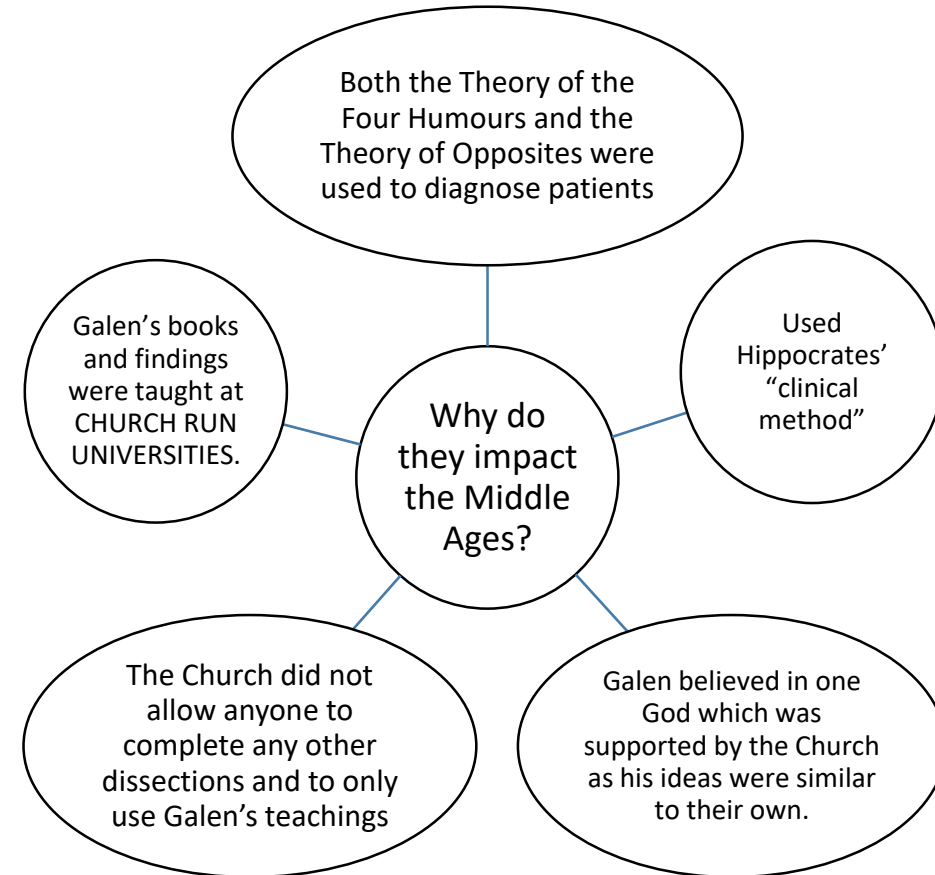 Both the Theory of the
Four Humours and the
Theory of Opposites were
used to diagnose patients
Galen’s books
and findings
were taught at
CHURCH RUN
UNIVERSITIES.
Used
Hippocrates’
“clinical
method”
Why do
they impact
the Middle
Ages?
The Church did not
allow anyone to
complete any other
dissections and to only
use Galen’s teachings
Galen believed in one
God which was
supported by the Church
as his ideas were similar
to their own.